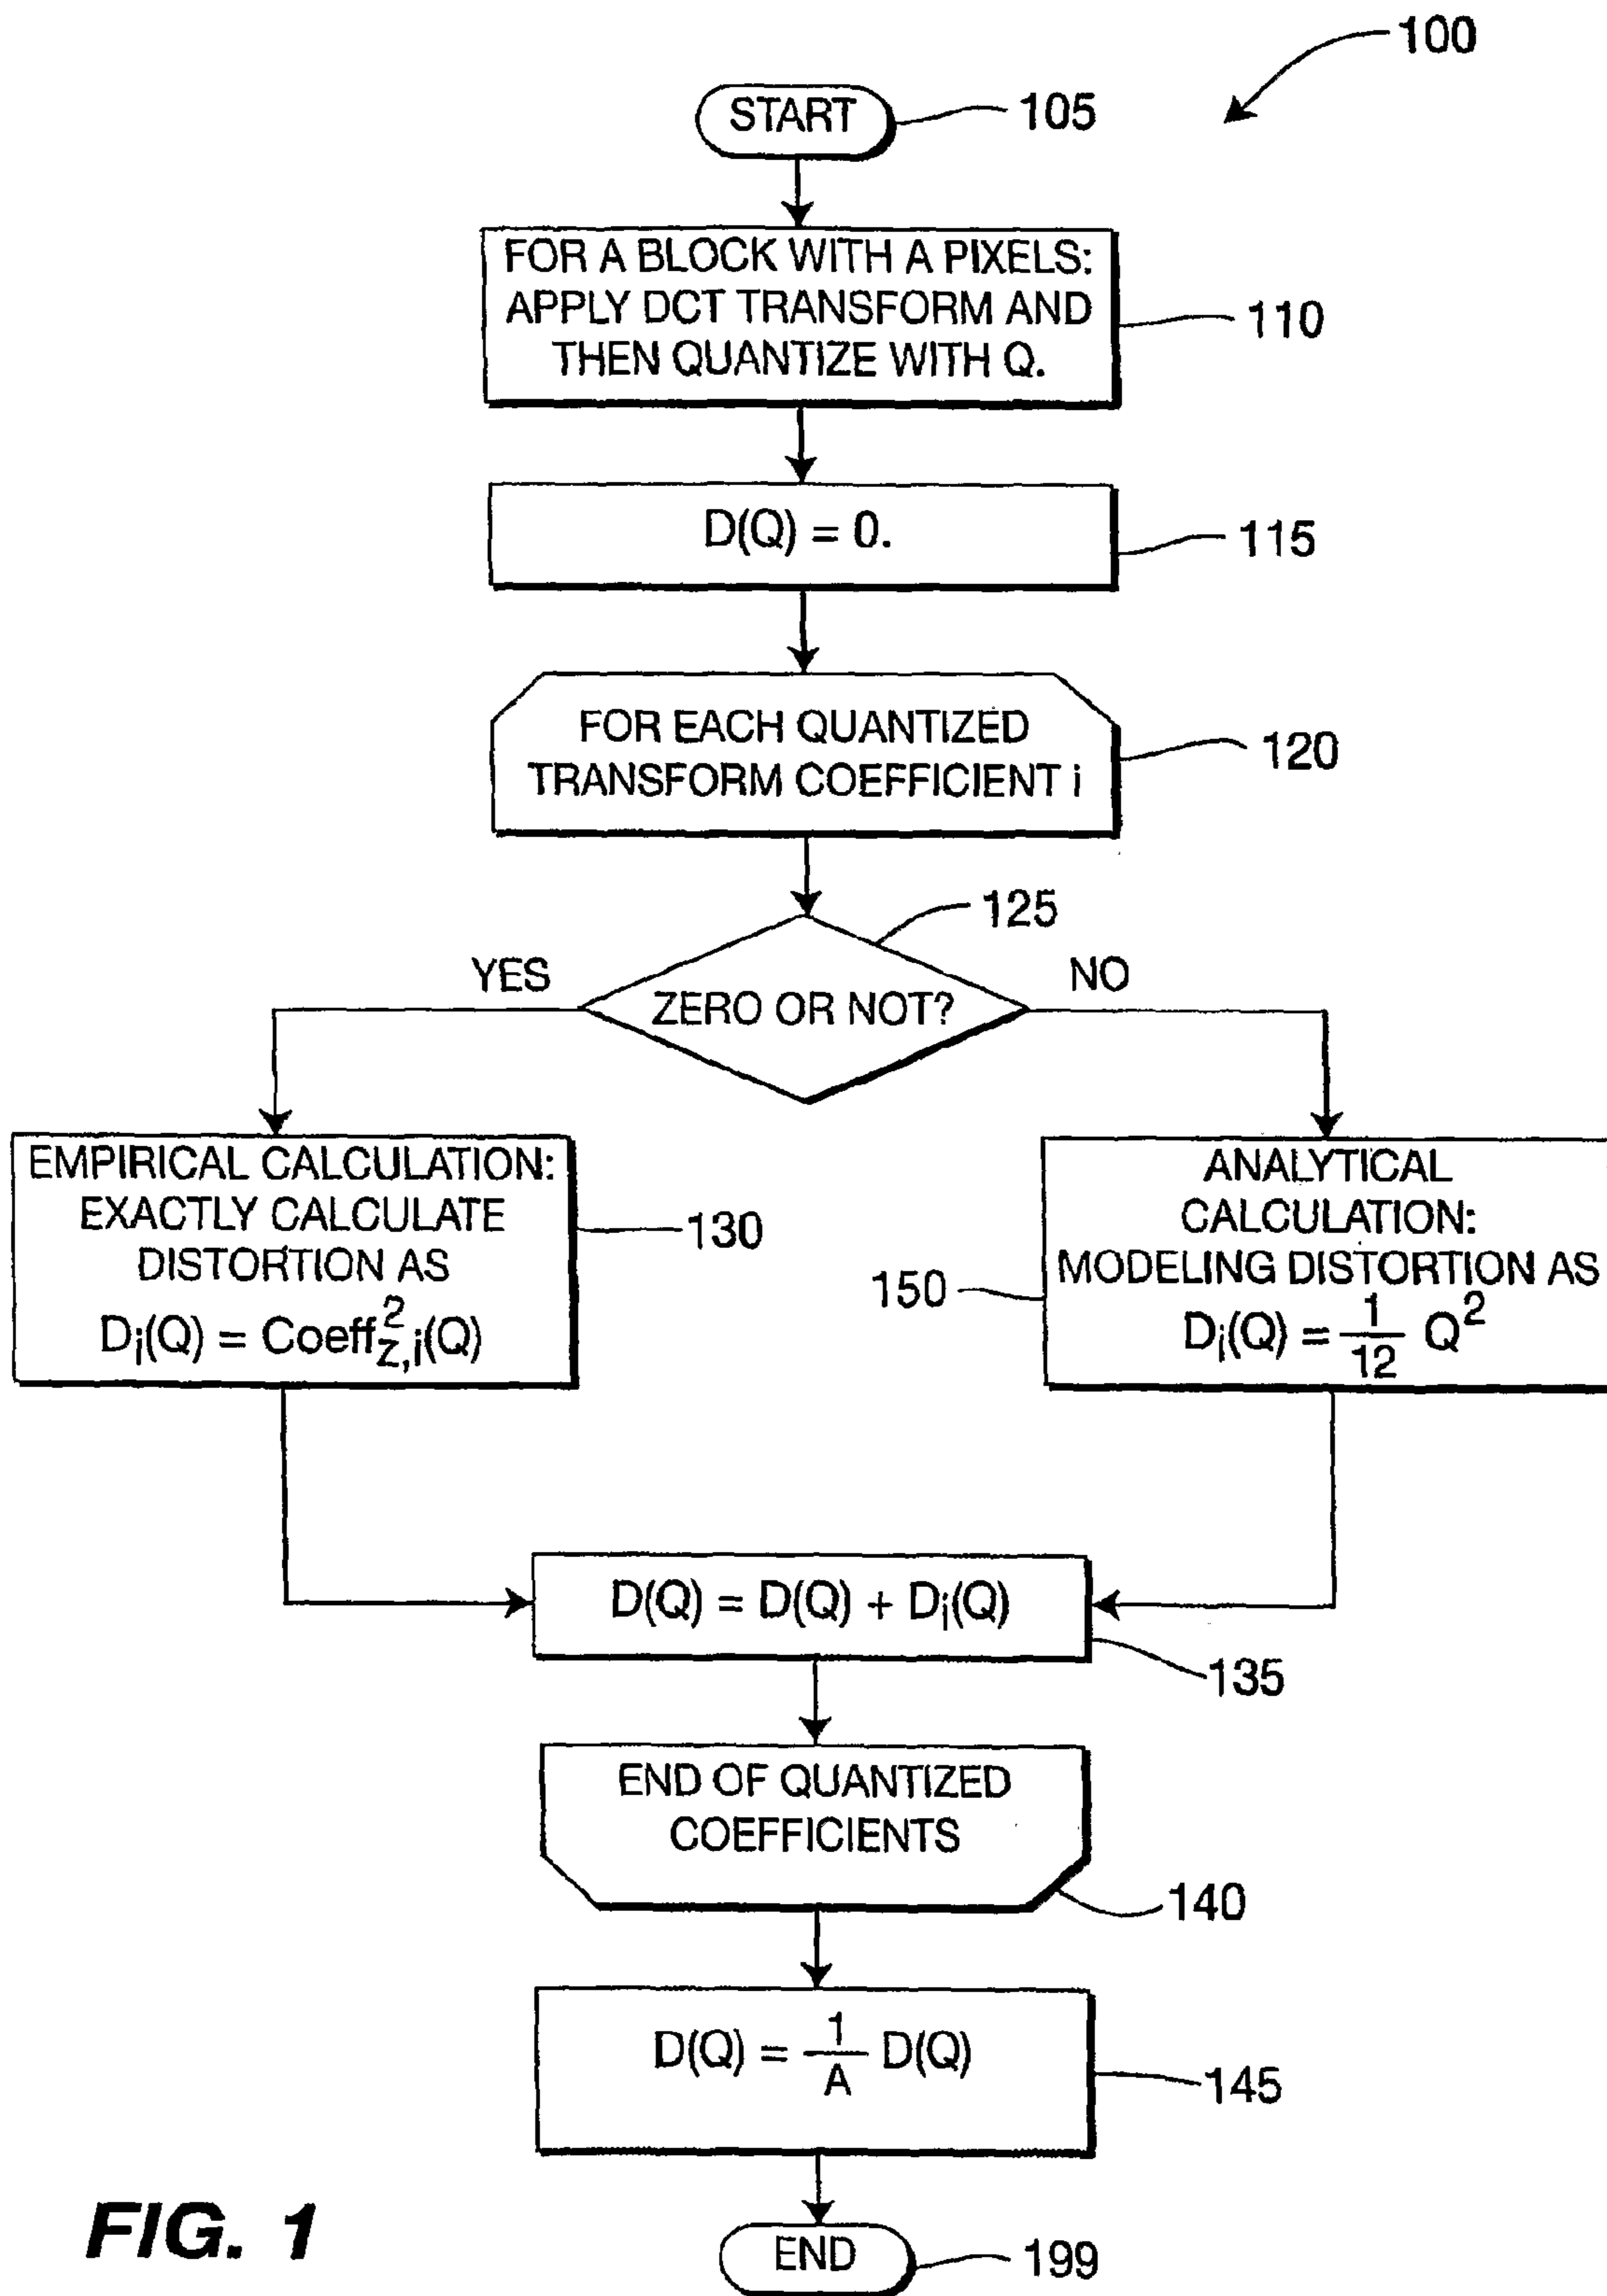 100
START
105
FOR A BLOCK WITH A PIXELS:
APPLY DCT TRANSFORM AND
THEN QUANTIZE WITH Q.
110
D(Q) = 0.
115
FOR EACH QUANTIZED
TRANSFORM COEFFICIENT i
120
125
YES
ZERO OR NOT?
NO
EMPIRICAL CALCULATION:
EXACTLY CALCULATE
DISTORTION AS
Dᵢ(Q) = Coeff²_z,i(Q)
130
ANALYTICAL
CALCULATION:
MODELING DISTORTION AS
Dᵢ(Q) = 1/12 Q²
150
D(Q) = D(Q) + Dᵢ(Q)
135
END OF QUANTIZED
COEFFICIENTS
140
D(Q) = 1/A D(Q)
145
END
199
FIG. 1